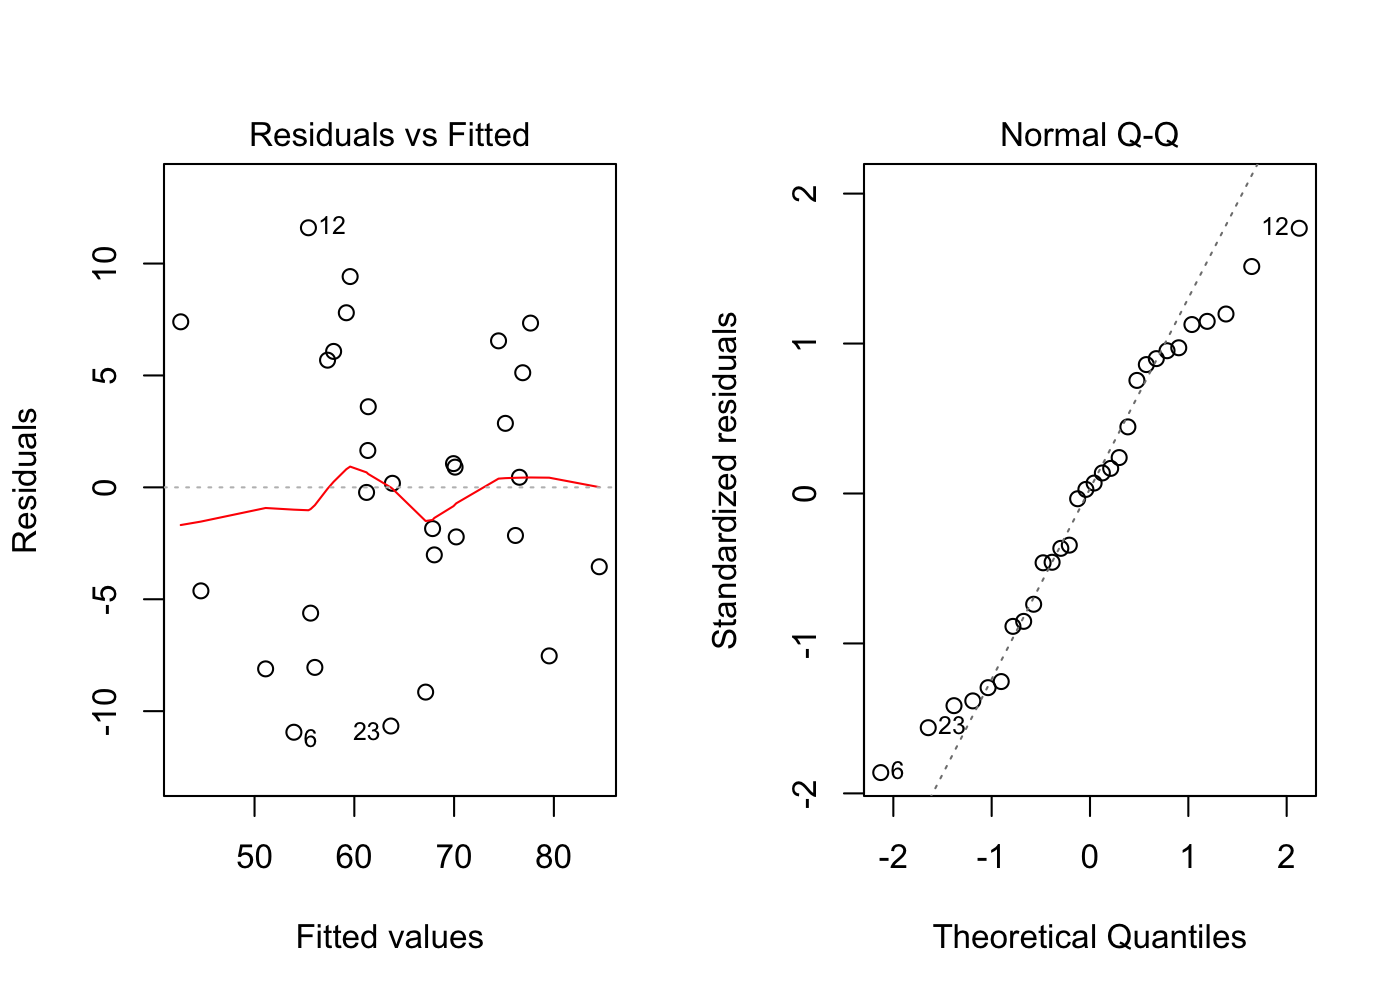 Residuals vs Fitted
Residuals
10
5
0
-5
-10
12
23
6
50 60 70 80
Fitted values
Normal Q-Q
Standardized residuals
2
1
0
-1
-2
12
23
6
-2 -1 0 1 2
Theoretical Quantiles